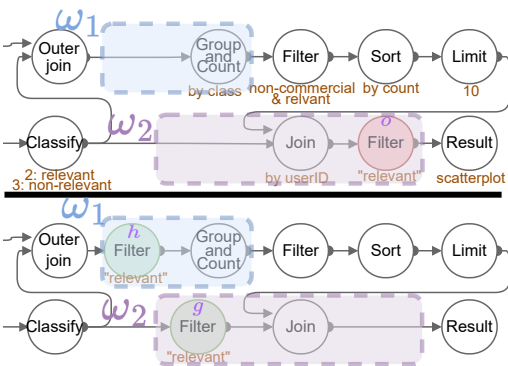 ω₁
Outer join
Group and Count
Filter
Sort
Limit
by class
non-commercial & relvant
by count
10
Classify
ω₂
Join
o
Filter
Result
2: relevant
3: non-relevant
by userID
"relevant"
scatterplot
ω₁
Outer join
h
Filter
Group and Count
Filter
Sort
Limit
"relevant"
Classify
ω₂
g
Filter
Join
Result
"relevant"